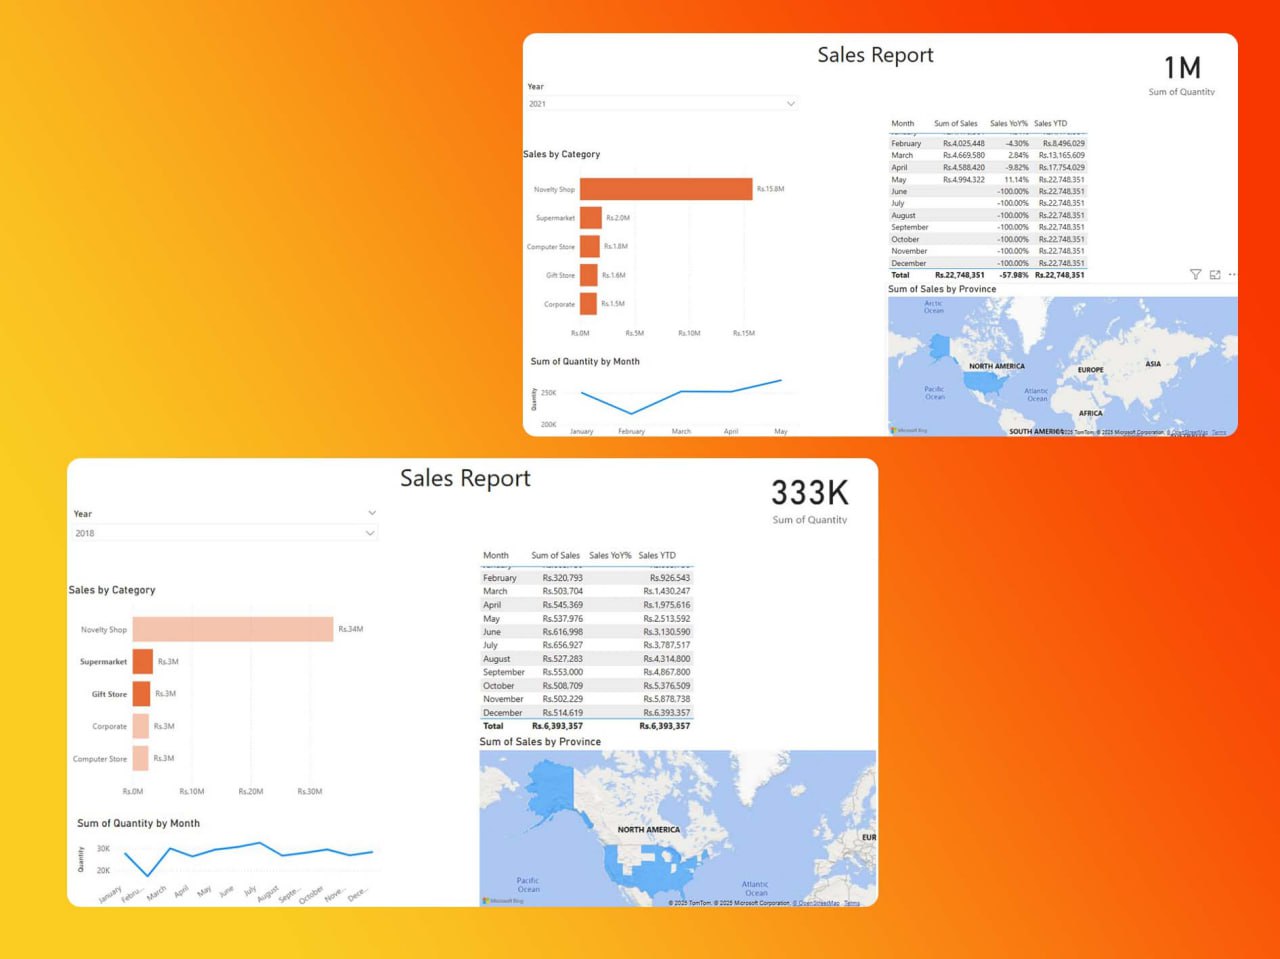 Sales Report
1M
Sum of Quantity
Year
2021
Sales by Category
Novelty Shop Rs.15.8M
Supermarket Rs.2.0M
Computer Store Rs.1.8M
Gift Store Rs.1.6M
Corporate Rs.1.5M
Rs.0M Rs.5M Rs.10M Rs.15M
Sum of Quantity by Month
Quantity
250K
200K
January February March April May
Month Sum of Sales Sales YoY% Sales YTD
February Rs.4,025,448 -4.30% Rs.8,496,029
March Rs.4,669,580 2.84% Rs.13,165,609
April Rs.4,588,420 -9.82% Rs.17,754,029
May Rs.4,994,322 11.14% Rs.22,748,351
June -100.00% Rs.22,748,351
July -100.00% Rs.22,748,351
August -100.00% Rs.22,748,351
September -100.00% Rs.22,748,351
October -100.00% Rs.22,748,351
November -100.00% Rs.22,748,351
December -100.00% Rs.22,748,351
Total Rs.22,748,351 -57.98% Rs.22,748,351
Sum of Sales by Province
Arctic
Ocean
NORTH AMERICA
EUROPE
ASIA
Pacific
Ocean
Atlantic
Ocean
AFRICA
SOUTH AMERICA
Microsoft Bing
© 2025 TomTom, © 2025 Microsoft Corporation, © OpenStreetMap Terms
Sales Report
333K
Sum of Quantity
Year
2018
Sales by Category
Novelty Shop Rs.34M
Supermarket Rs.3M
Gift Store Rs.3M
Corporate Rs.3M
Computer Store Rs.3M
Rs.0M Rs.10M Rs.20M Rs.30M
Sum of Quantity by Month
Quantity
30K
20K
January Febru... March April May June July August Septe... October Nove... Dece...
Month Sum of Sales Sales YoY% Sales YTD
February Rs.320,793 Rs.926,543
March Rs.503,704 Rs.1,430,247
April Rs.545,369 Rs.1,975,616
May Rs.537,976 Rs.2,513,592
June Rs.616,998 Rs.3,130,590
July Rs.656,927 Rs.3,787,517
August Rs.527,283 Rs.4,314,800
September Rs.553,000 Rs.4,867,800
October Rs.508,709 Rs.5,376,509
November Rs.502,229 Rs.5,878,738
December Rs.514,619 Rs.6,393,357
Total Rs.6,393,357 Rs.6,393,357
Sum of Sales by Province
NORTH AMERICA
EUR
Pacific
Ocean
Atlantic
Ocean
Microsoft Bing
© 2025 TomTom, © 2025 Microsoft Corporation, © OpenStreetMap Terms